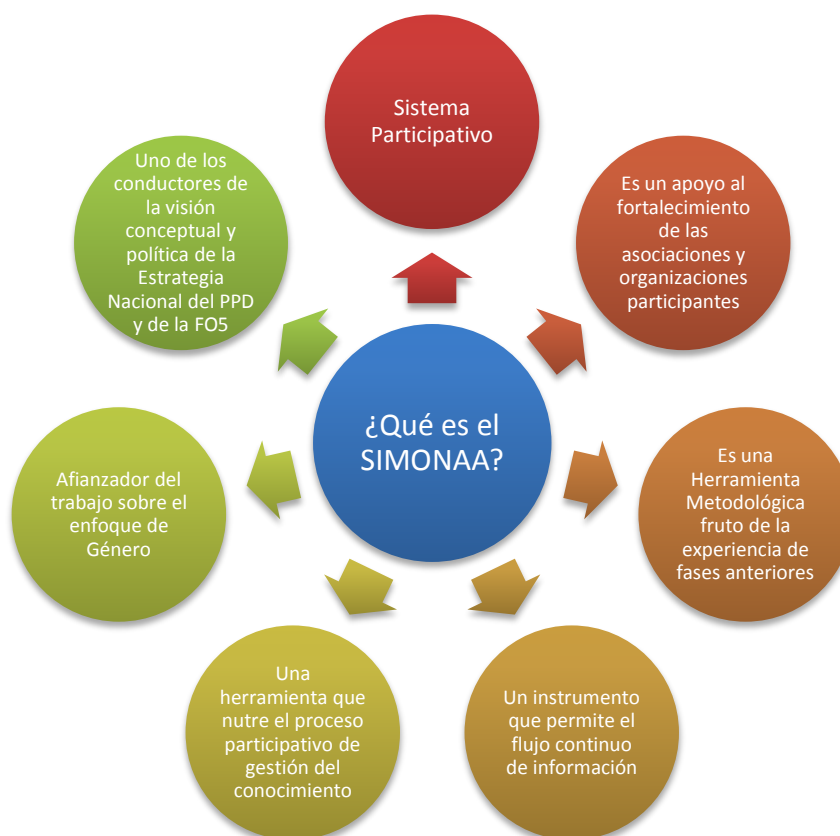 ¿Qué es el
SIMONAA?
Sistema
Participativo
Es un apoyo al
fortalecimiento
de las
asociaciones y
organizaciones
participantes
Es una
Herramienta
Metodológica
fruto de la
experiencia de
fases anteriores
Un instrumento
que permite el
flujo continuo
de información
Una
herramienta que
nutre el proceso
participativo de
gestión del
conocimiento
Afianzador del
trabajo sobre el
enfoque de
Género
Uno de los
conductores de
la visión
conceptual y
política de la
Estrategia
Nacional del PPD
y de la FO5